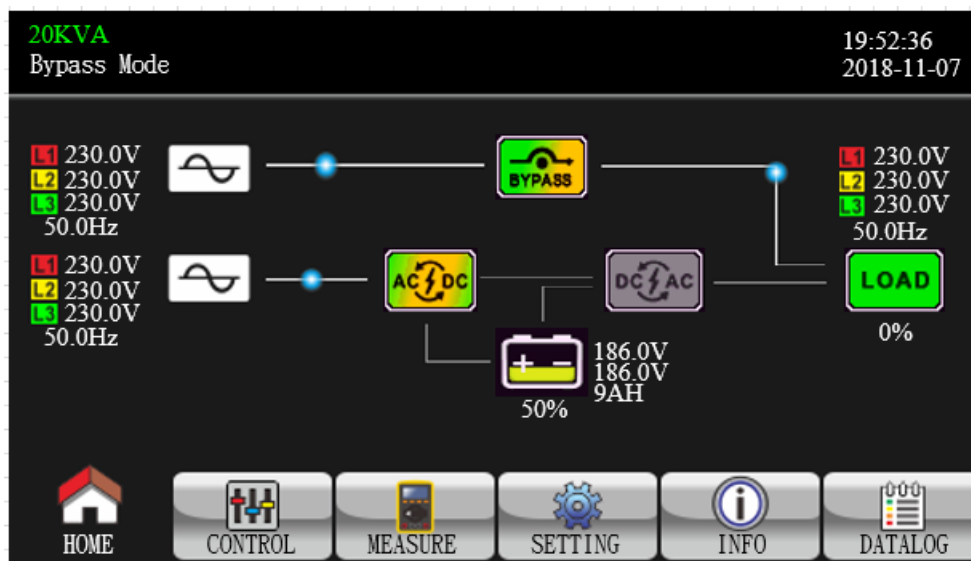 20KVA
Bypass Mode
19:52:36
2018-11-07
L1 230.0V
L2 230.0V
L3 230.0V
50.0Hz
BYPASS
L1 230.0V
L2 230.0V
L3 230.0V
50.0Hz
L1 230.0V
L2 230.0V
L3 230.0V
50.0Hz
AC DC
DC AC
LOAD
0%
186.0V
186.0V
9AH
50%
HOME
CONTROL
MEASURE
SETTING
INFO
DATALOG